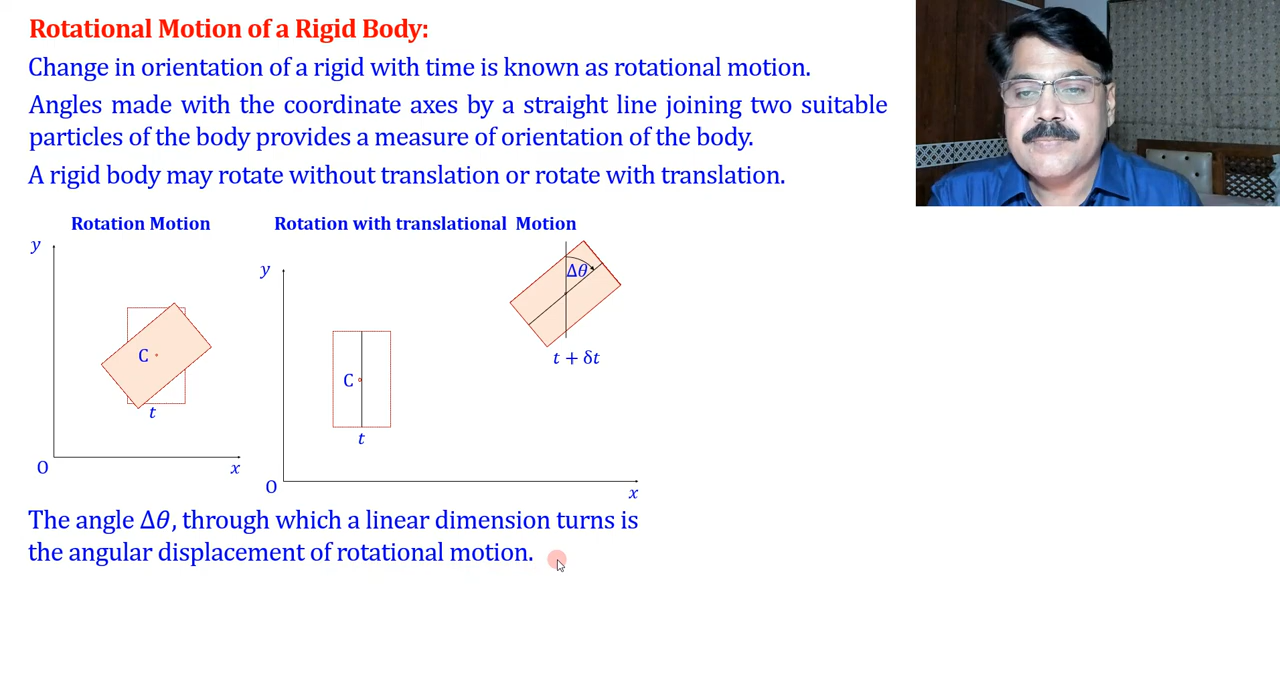 Rotational Motion of a Rigid Body:
Change in orientation of a rigid with time is known as rotational motion.
Angles made with the coordinate axes by a straight line joining two suitable
particles of the body provides a measure of orientation of the body.
A rigid body may rotate without translation or rotate with translation.
Rotation Motion
y
C
t
O
x
Rotation with translational Motion
y
Δθ
t + δt
C
t
O
x
The angle Δθ, through which a linear dimension turns is
the angular displacement of rotational motion.